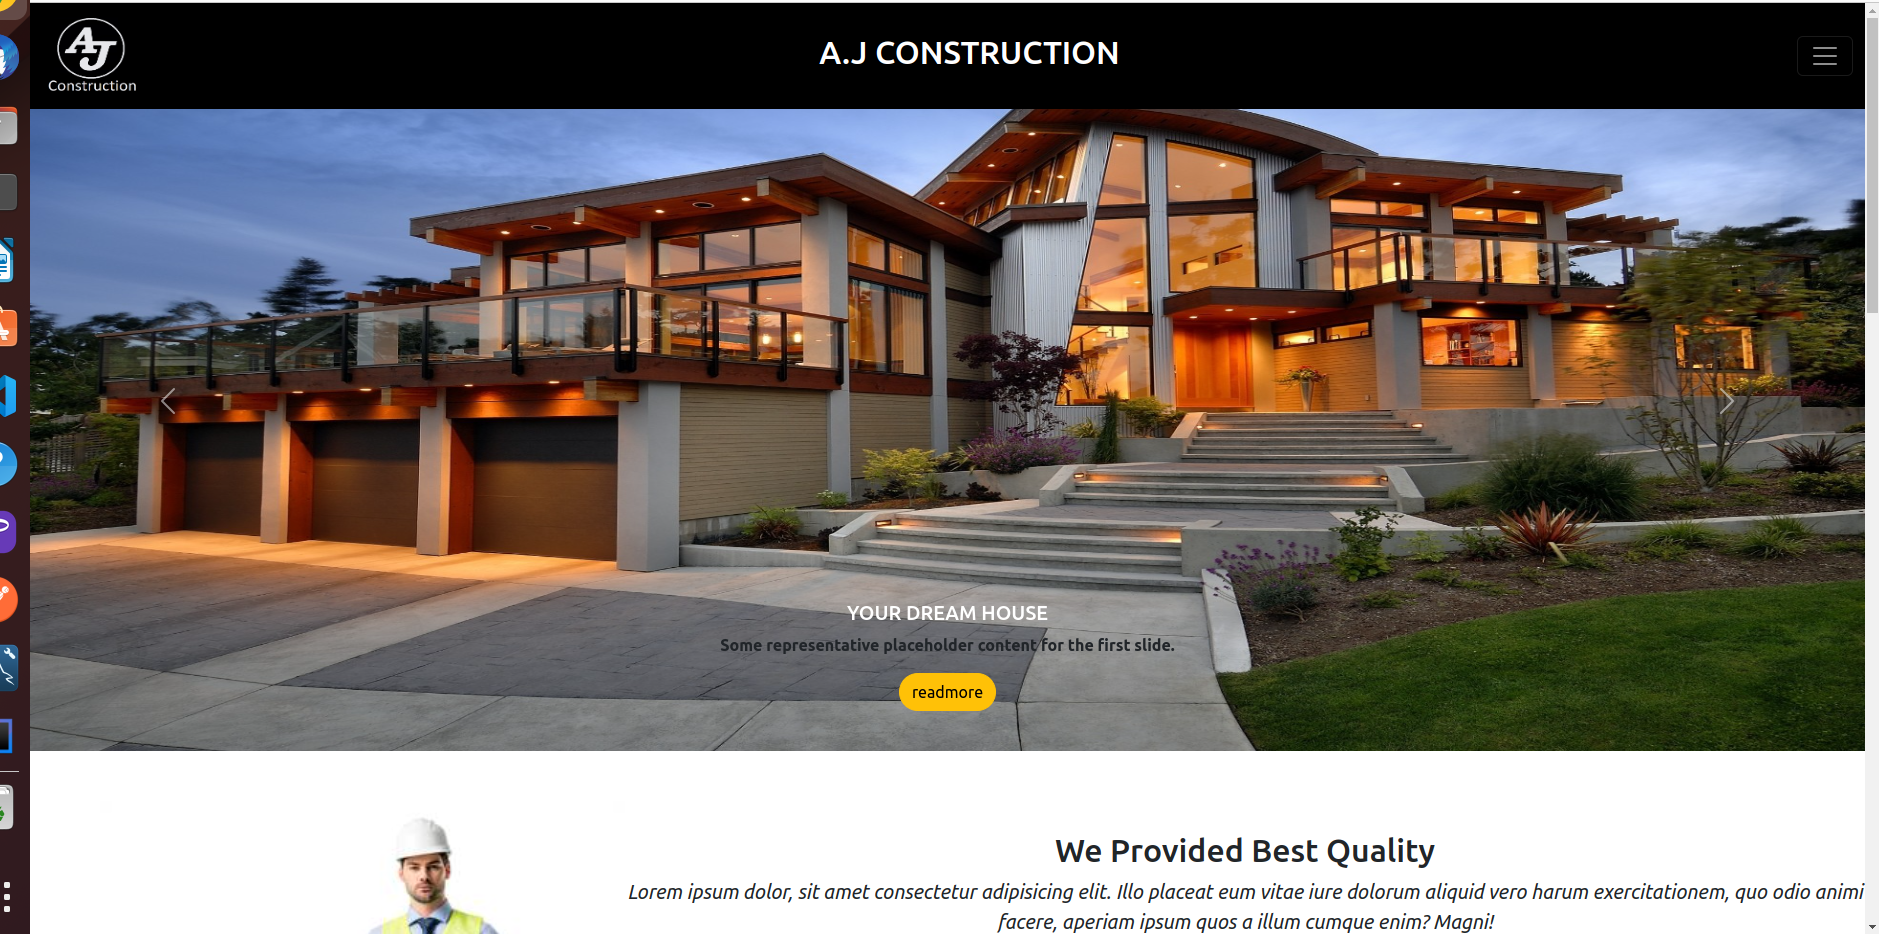 AJ
Construction
A.J CONSTRUCTION
YOUR DREAM HOUSE
Some representative placeholder content for the first slide.
readmore
We Provided Best Quality
Lorem ipsum dolor, sit amet consectetur adipisicing elit. Illo placeat eum vitae iure dolorum aliquid vero harum exercitationem, quo odio animi
facere, aperiam ipsum quos a illum cumque enim? Magni!